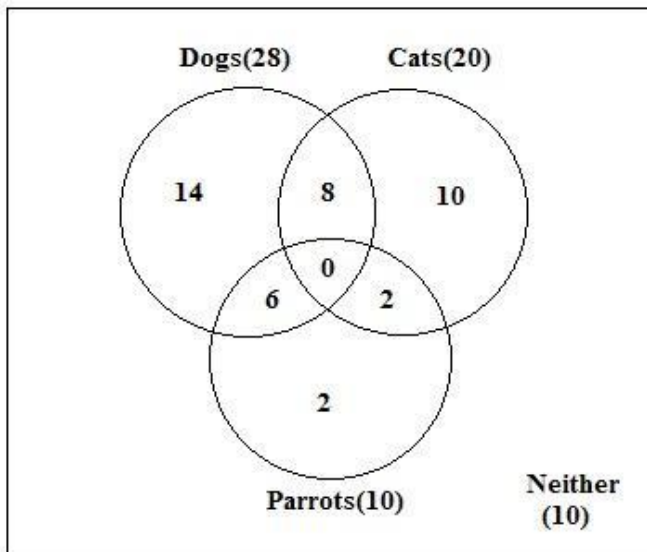 Dogs(28) Cats(20)
14 8 10
0
6 2
2
Parrots(10)
Neither
(10)